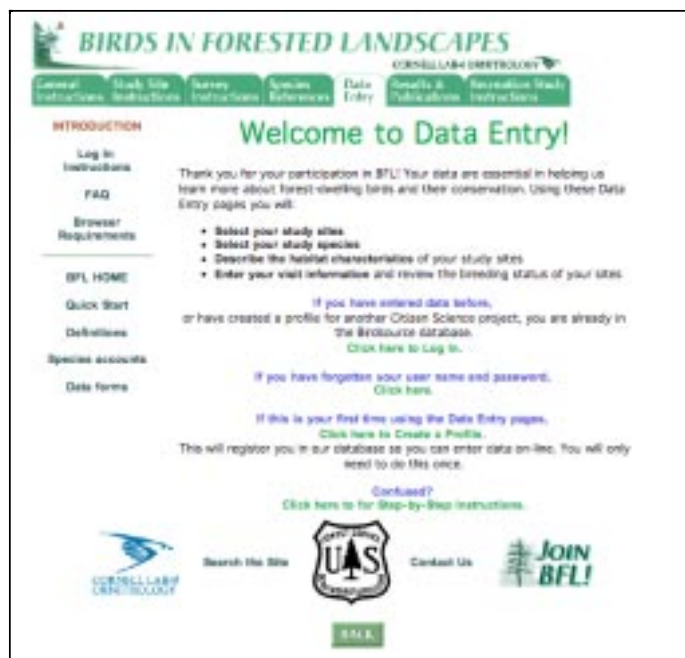 BIRDS IN FORESTED LANDSCAPES
CORNELL LAB of ORNITHOLOGY
General Instructions
Study Site Instructions
Survey Instructions
Species References
Data Entry
Results & Publications
Recreation Study Instructions
INTRODUCTION
Log In
Instructions
FAQ
Browser
Requirements
BFL HOME
Quick Start
Definitions
Species accounts
Data forms
Welcome to Data Entry!
Thank you for your participation in BFL! Your data are essential in helping us
learn more about forest-dwelling birds and their conservation. Using these Data
Entry pages you will:
• Select your study sites
• Select your study species
• Describe the habitat characteristics of your study sites
• Enter your visit information and review the breeding status of your sites
If you have entered data before,
or have created a profile for another Citizen Science project, you are already in
the Birdsource database.
Click here to Log In.
If you have forgotten your user name and password,
Click here.
If this is your first time using the Data Entry pages,
Click here to Create a Profile.
This will register you in our database so you can enter data on-line. You will only
need to do this once.
Confused?
Click here to for Step-by-Step Instructions.
CORNELL LAB of
ORNITHOLOGY
Search the Site
FOREST SERVICE
US
Contact Us
JOIN
BFL!
BACK